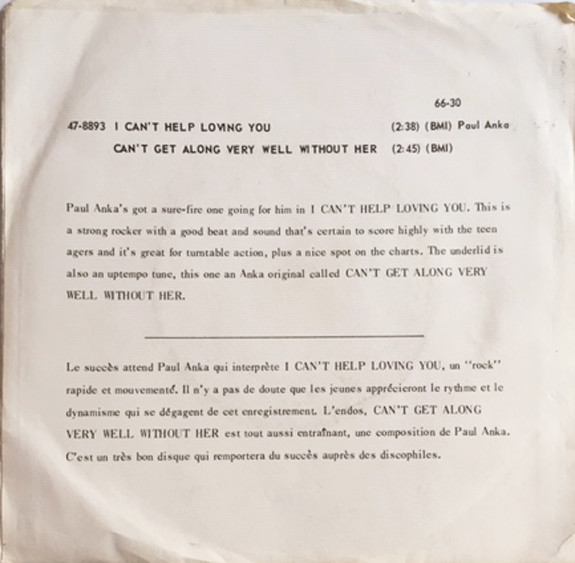 66-30
47-8893 I CAN'T HELP LOVING YOU (2:38) (BMI) Paul Anka
CAN'T GET ALONG VERY WELL WITHOUT HER (2:45) (BMI)
Paul Anka's got a sure-fire one going for him in I CAN'T HELP LOVING YOU. This is
a strong rocker with a good beat and sound that's certain to score highly with the teen
agers and it's great for turntable action, plus a nice spot on the charts. The underlid is
also an uptempo tune, this one an Anka original called CAN'T GET ALONG VERY
WELL WITHOUT HER.
Le succès attend Paul Anka qui interprète I CAN'T HELP LOVING YOU, un "rock"
rapide et mouvementé. Il n'y a pas de doute que les jeunes apprécieront le rythme et le
dynamisme qui se dégagent de cet enregistrement. L'endos, CAN'T GET ALONG
VERY WELL WITHOUT HER est tout aussi entraînant, une composition de Paul Anka.
C'est un très bon disque qui remportera du succès auprès des discophiles.